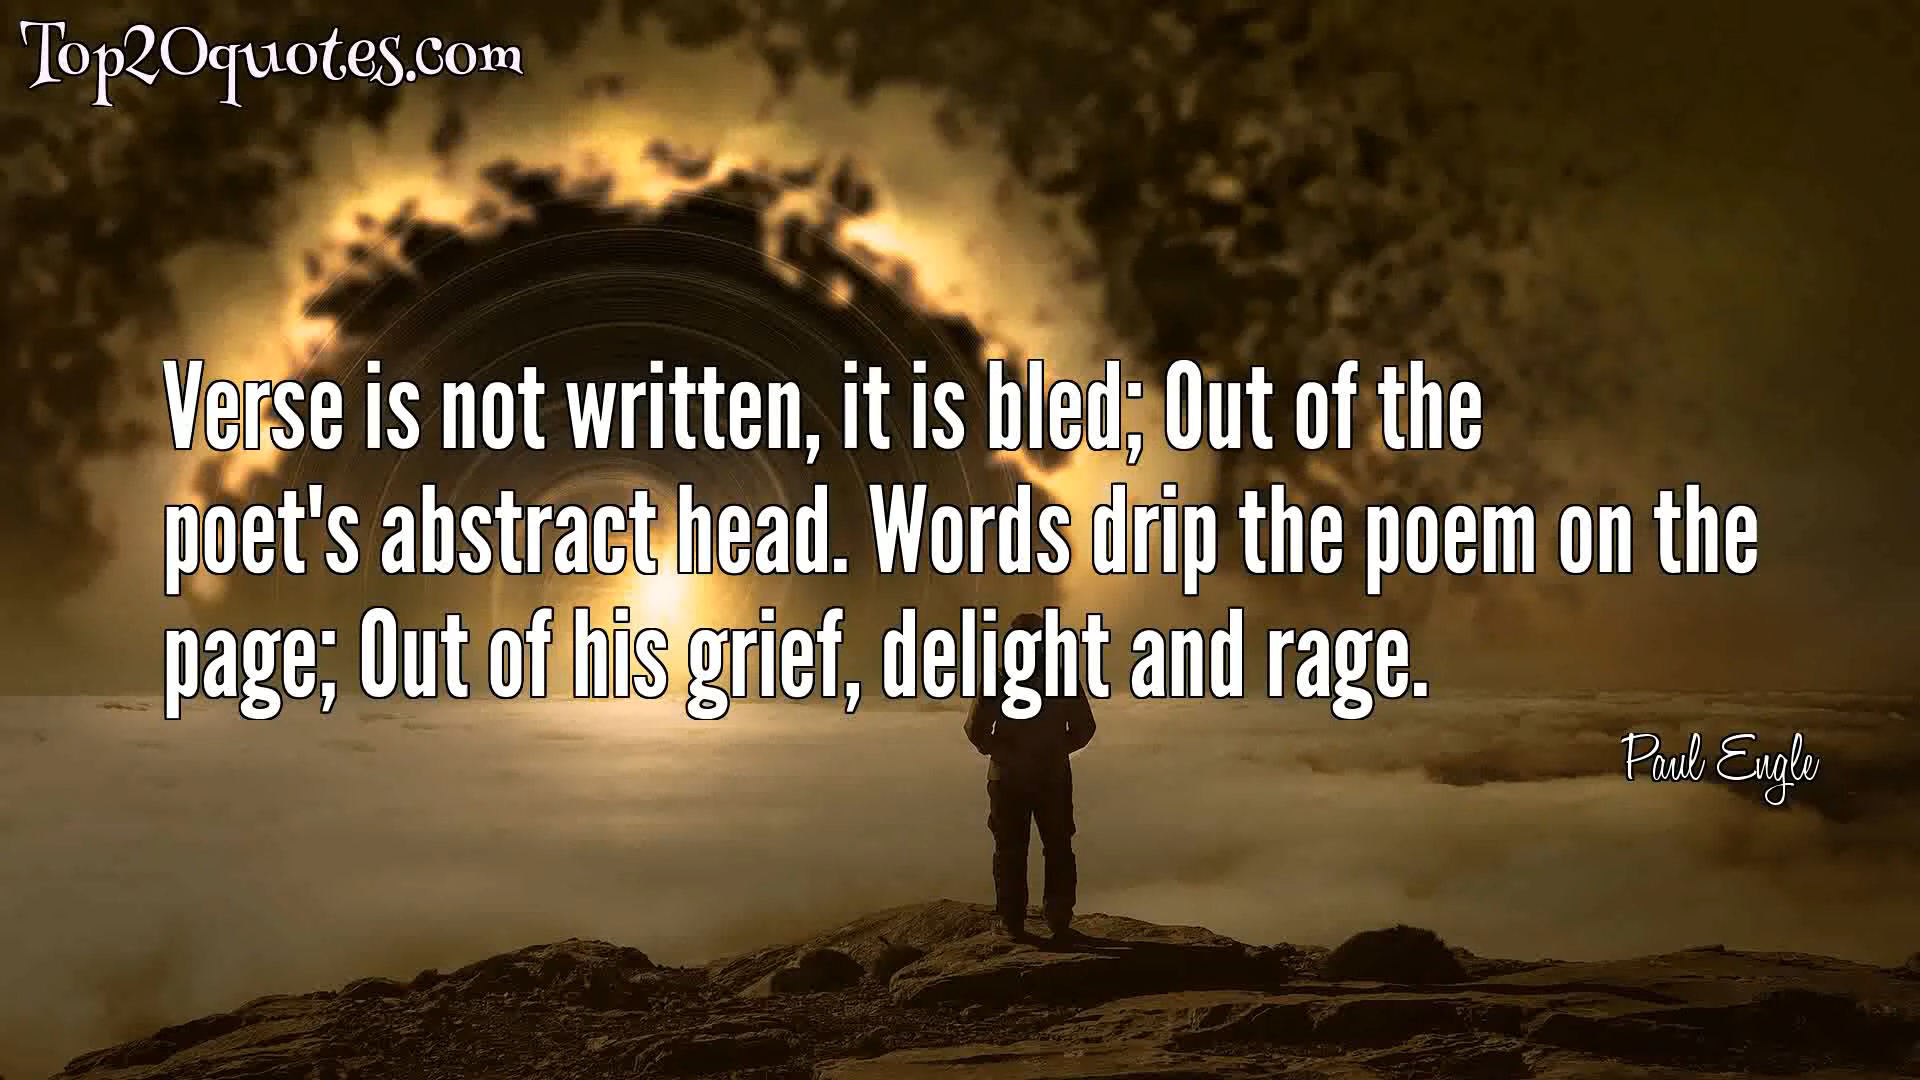 Top20quotes.com
Verse is not written, it is bled; Out of the
poet's abstract head. Words drip the poem on the
page; Out of his grief, delight and rage.
Paul Engle